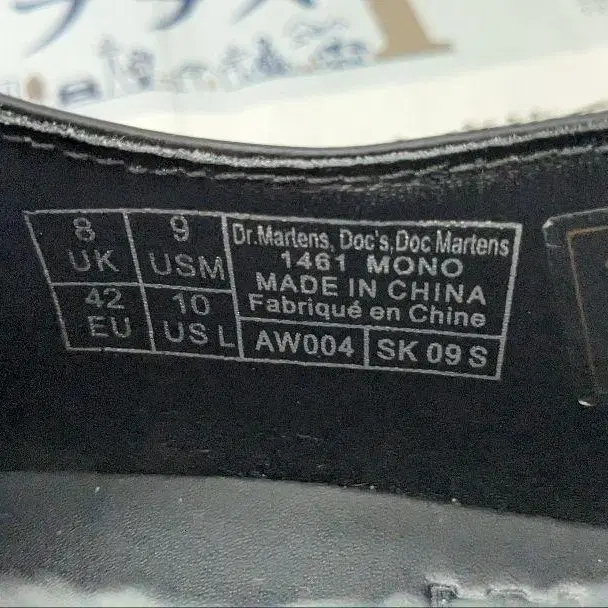 8
UK
9
USM
42
EU
10
US L
Dr.Martens, Doc's, Doc Martens
1461 MONO
MADE IN CHINA
Fabriqué en Chine
AW004
SK 09 S